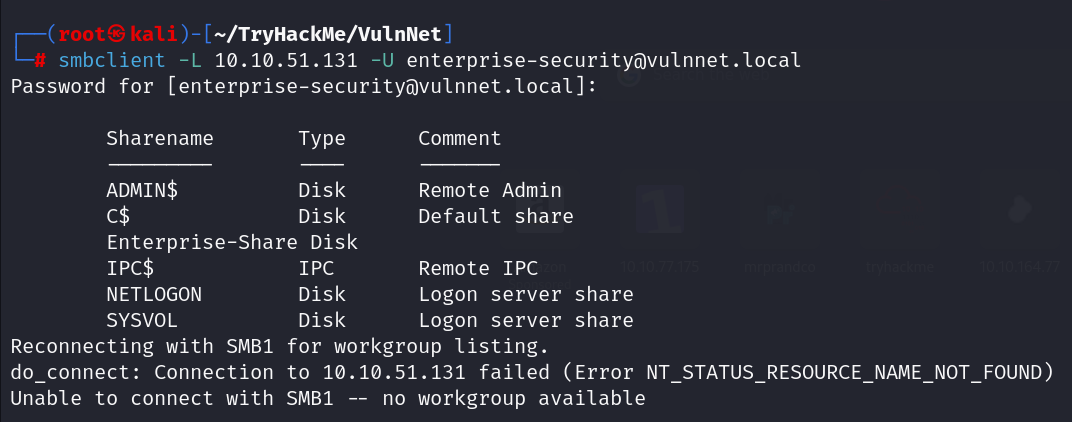 ┌──(root㉿kali)-[~/TryHackMe/VulnNet]
└─# smbclient -L 10.10.51.131 -U enterprise-security@vulnnet.local
Password for [enterprise-security@vulnnet.local]:
Sharename Type Comment
--------- ---- -------
ADMIN$ Disk Remote Admin
C$ Disk Default share
Enterprise-Share Disk
IPC$ IPC Remote IPC
NETLOGON Disk Logon server share
SYSVOL Disk Logon server share
Reconnecting with SMB1 for workgroup listing.
do_connect: Connection to 10.10.51.131 failed (Error NT_STATUS_RESOURCE_NAME_NOT_FOUND)
Unable to connect with SMB1 -- no workgroup available